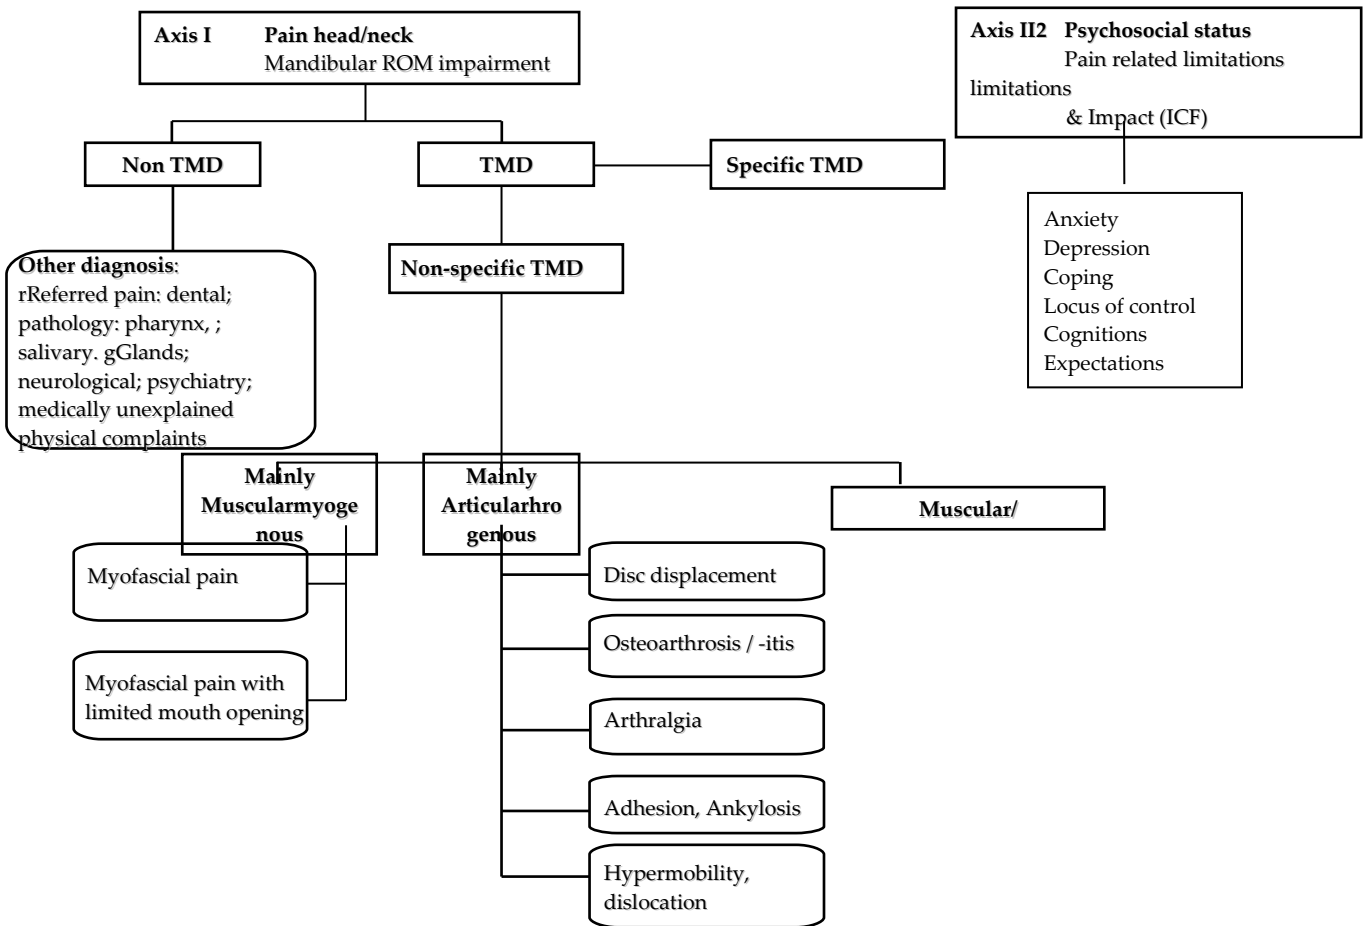 Axis I Pain head/neck
Mandibular ROM impairment
Axis II2 Psychosocial status
Pain related limitations
limitations
& Impact (ICF)
Non TMD
TMD
Specific TMD
Anxiety
Depression
Coping
Locus of control
Cognitions
Expectations
Other diagnosis:
rReferred pain: dental;
pathology: pharynx, ;
salivary. gGlands;
neurological; psychiatry;
medically unexplained
physical complaints
Non-specific TMD
Mainly
Muscularmyoge
nous
Mainly
Articularhro
genous
Muscular/
Myofascial pain
Myofascial pain with
limited mouth opening
Disc displacement
Osteoarthrosis / -itis
Arthralgia
Adhesion, Ankylosis
Hypermobility,
dislocation